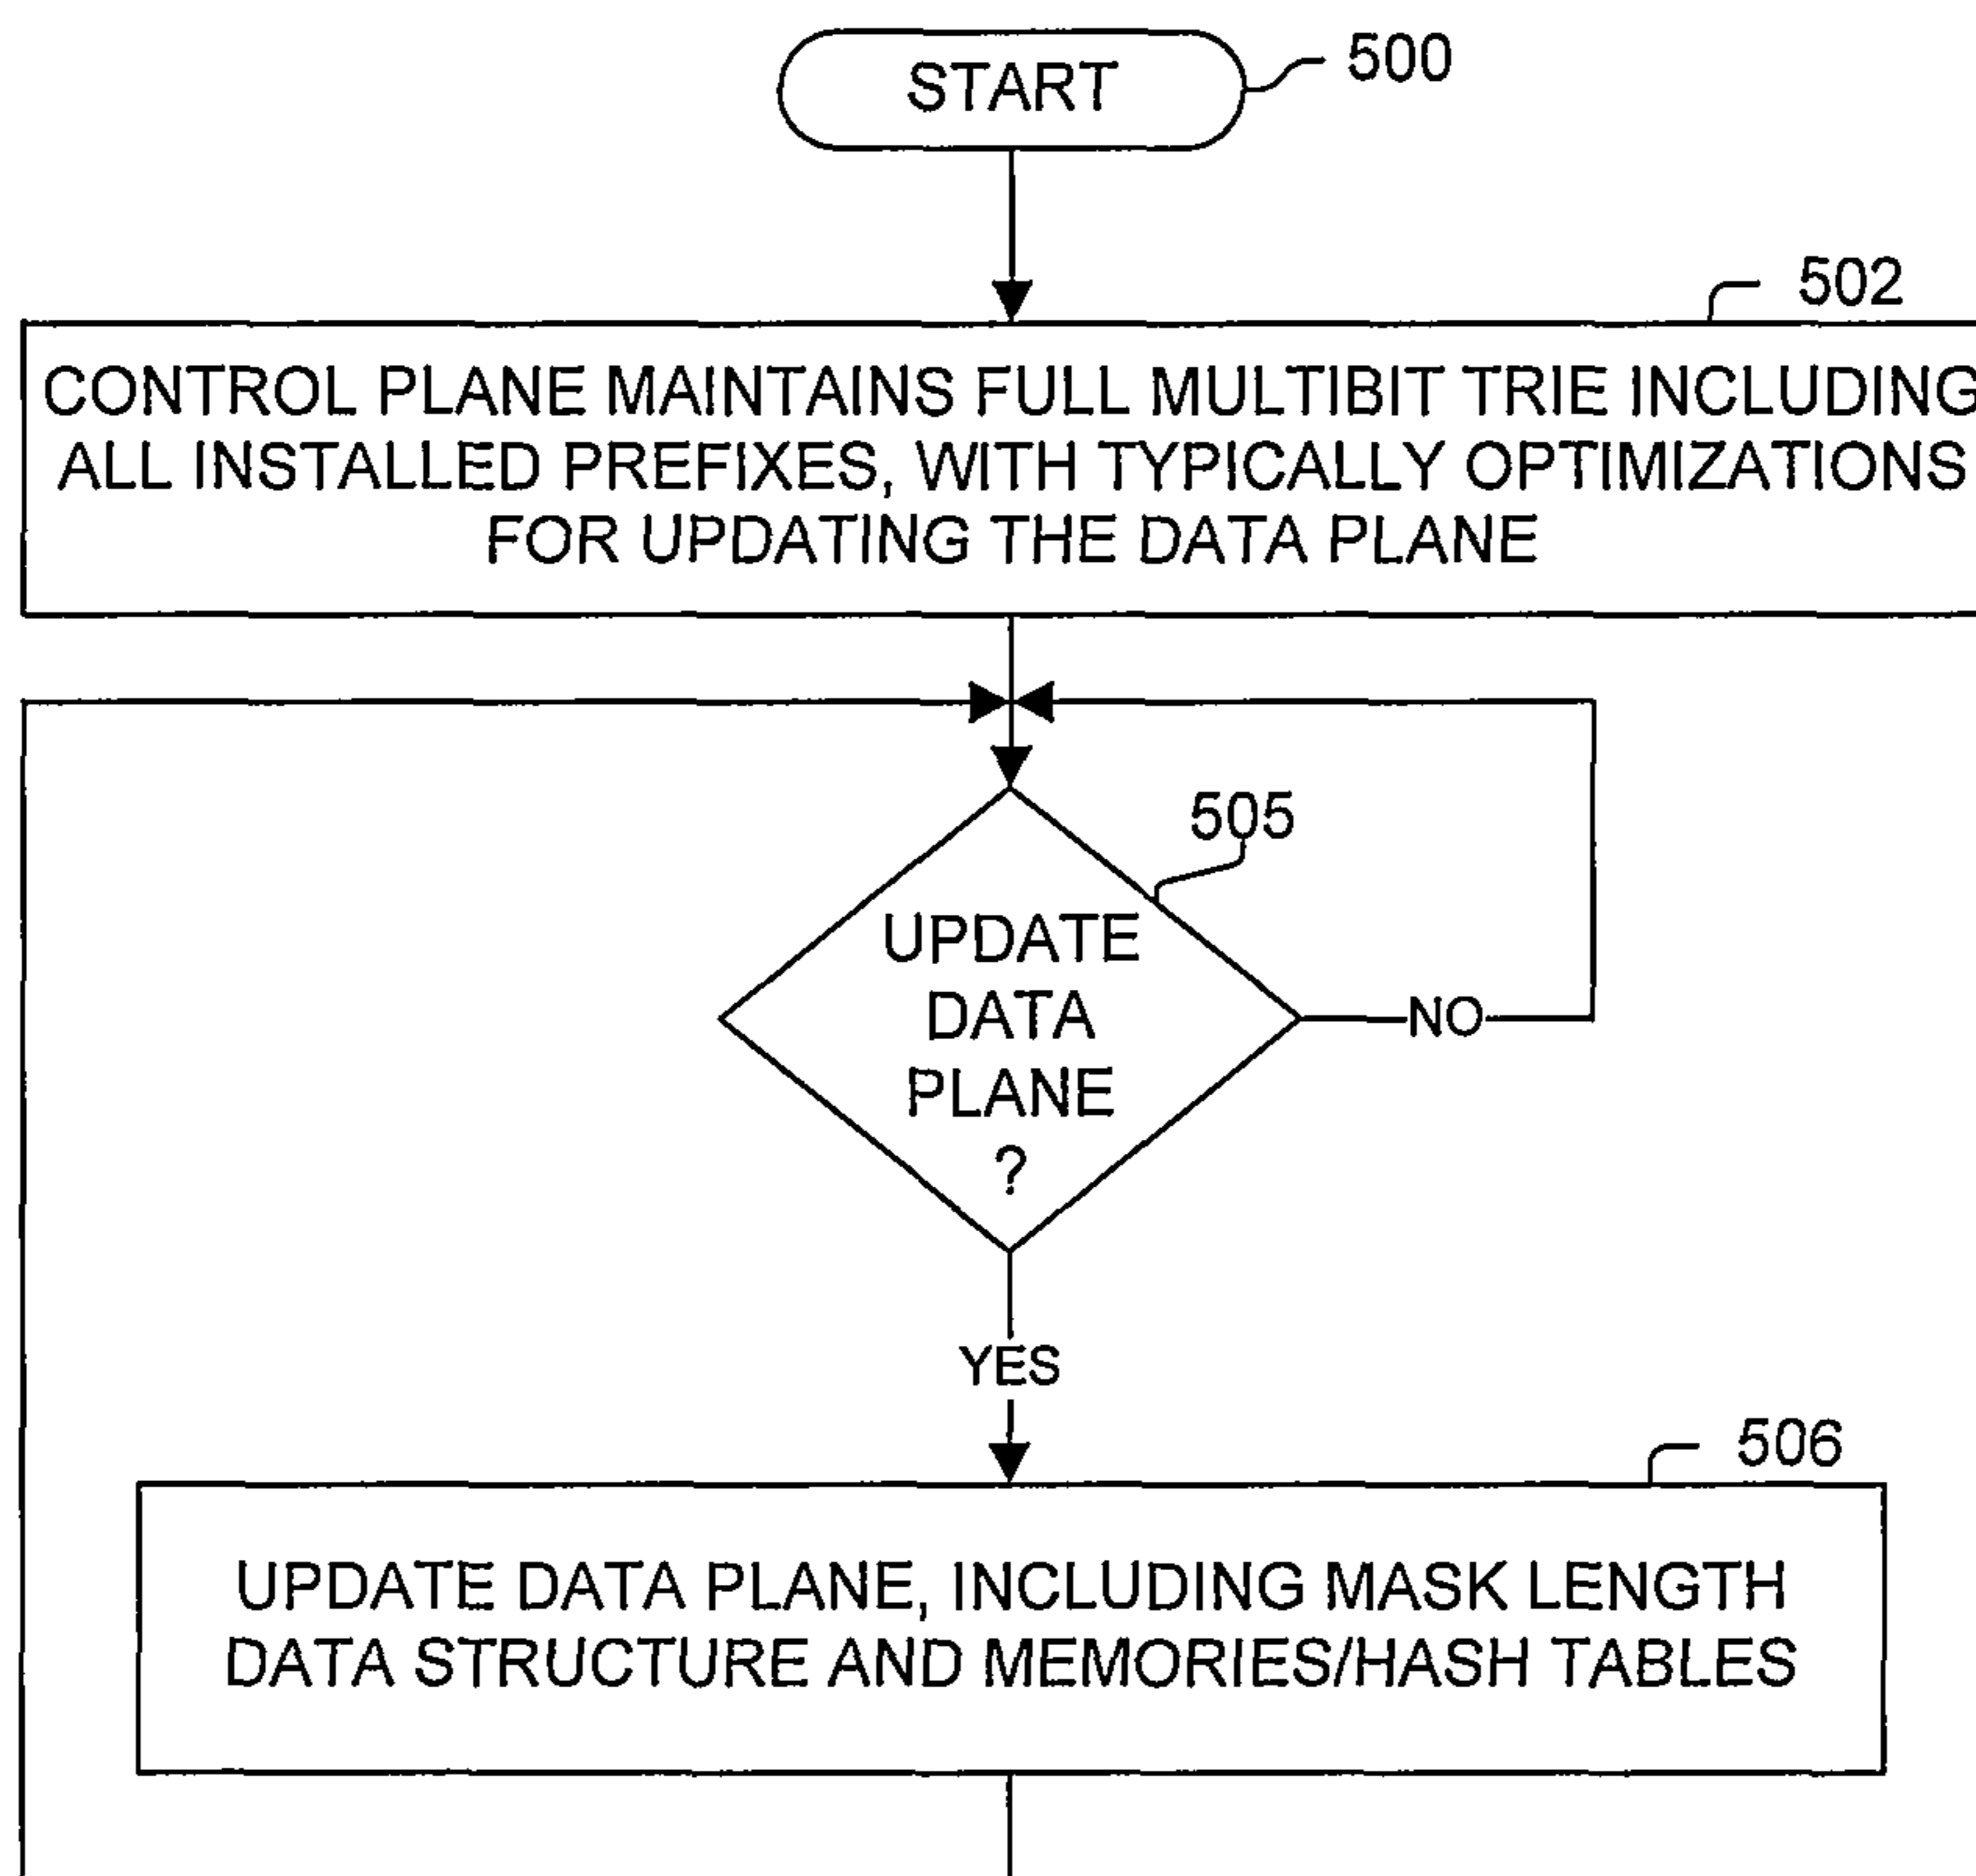 START
500
502
CONTROL PLANE MAINTAINS FULL MULTIBIT TRIE INCLUDING
ALL INSTALLED PREFIXES, WITH TYPICALLY OPTIMIZATIONS
FOR UPDATING THE DATA PLANE
505
UPDATE
DATA
PLANE
?
NO
YES
506
UPDATE DATA PLANE, INCLUDING MASK LENGTH
DATA STRUCTURE AND MEMORIES/HASH TABLES